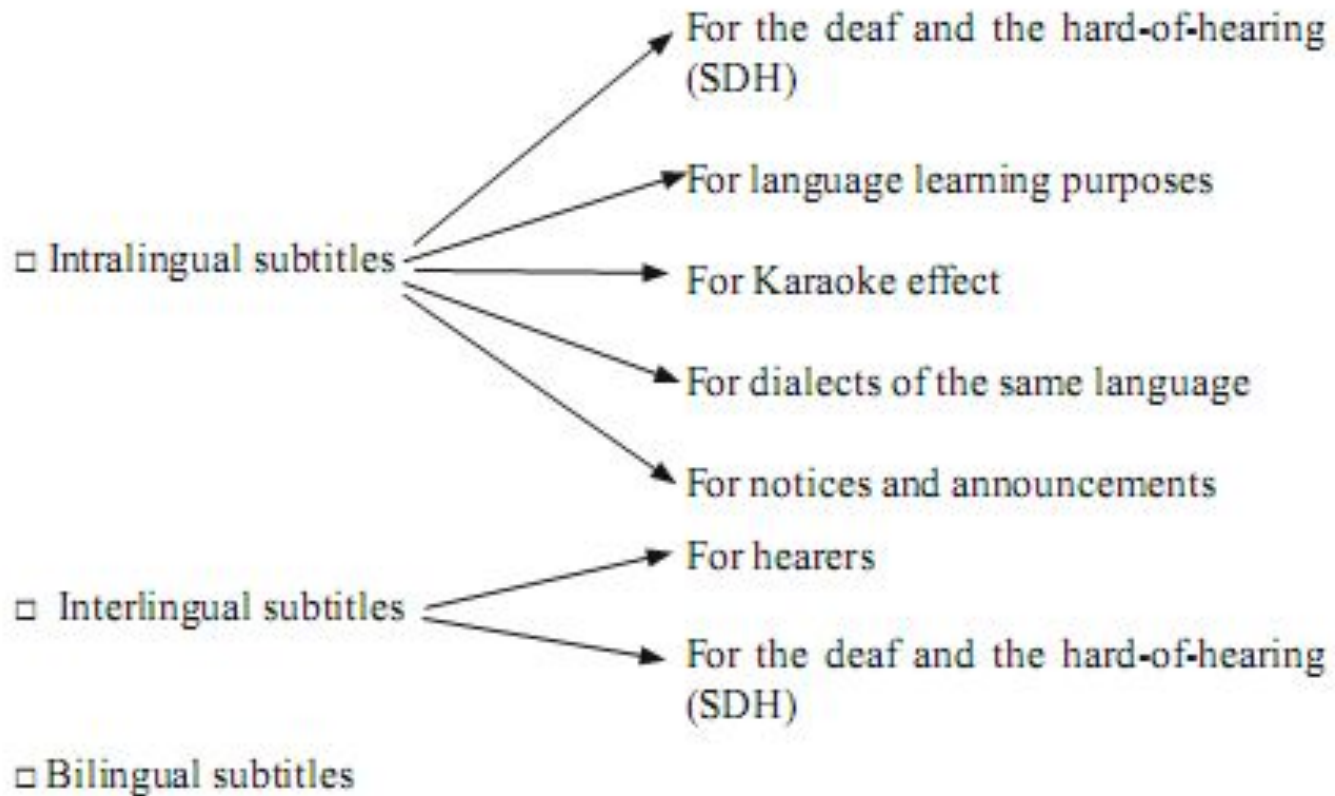 For the deaf and the hard-of-hearing
(SDH)
For language learning purposes
□ Intralingual subtitles
For Karaoke effect
For dialects of the same language
For notices and announcements
For hearers
□ Interlingual subtitles
For the deaf and the hard-of-hearing
(SDH)
□ Bilingual subtitles